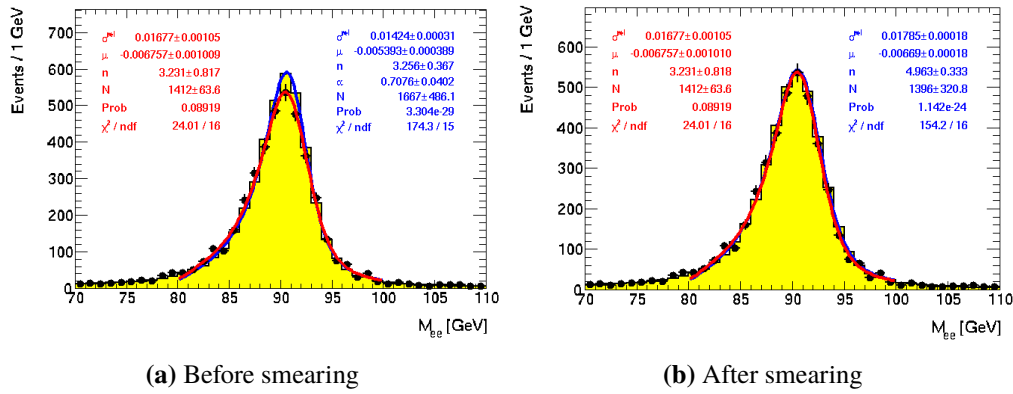 Events / 1 GeV
700
600
500
400
300
200
100
0
σʳᵉˡ 0.01677±0.00105
μ -0.006757±0.001009
n 3.231±0.817
N 1412±63.6
Prob 0.08919
χ² / ndf 24.01 / 16
σʳᵉˡ 0.01424±0.00031
μ -0.005393±0.000389
n 3.256±0.367
α 0.7076±0.0402
N 1667±486.1
Prob 3.304e-29
χ² / ndf 174.3 / 15
70 75 80 85 90 95 100 105 110
M_ee [GeV]
(a) Before smearing
Events / 1 GeV
600
500
400
300
200
100
0
σʳᵉˡ 0.01677±0.00105
μ -0.006757±0.001010
n 3.231±0.818
N 1412±63.6
Prob 0.08919
χ² / ndf 24.01 / 16
σʳᵉˡ 0.01785±0.00018
μ -0.00669±0.00018
n 4.963±0.333
N 1396±320.8
Prob 1.142e-24
χ² / ndf 154.2 / 16
70 75 80 85 90 95 100 105 110
M_ee [GeV]
(b) After smearing